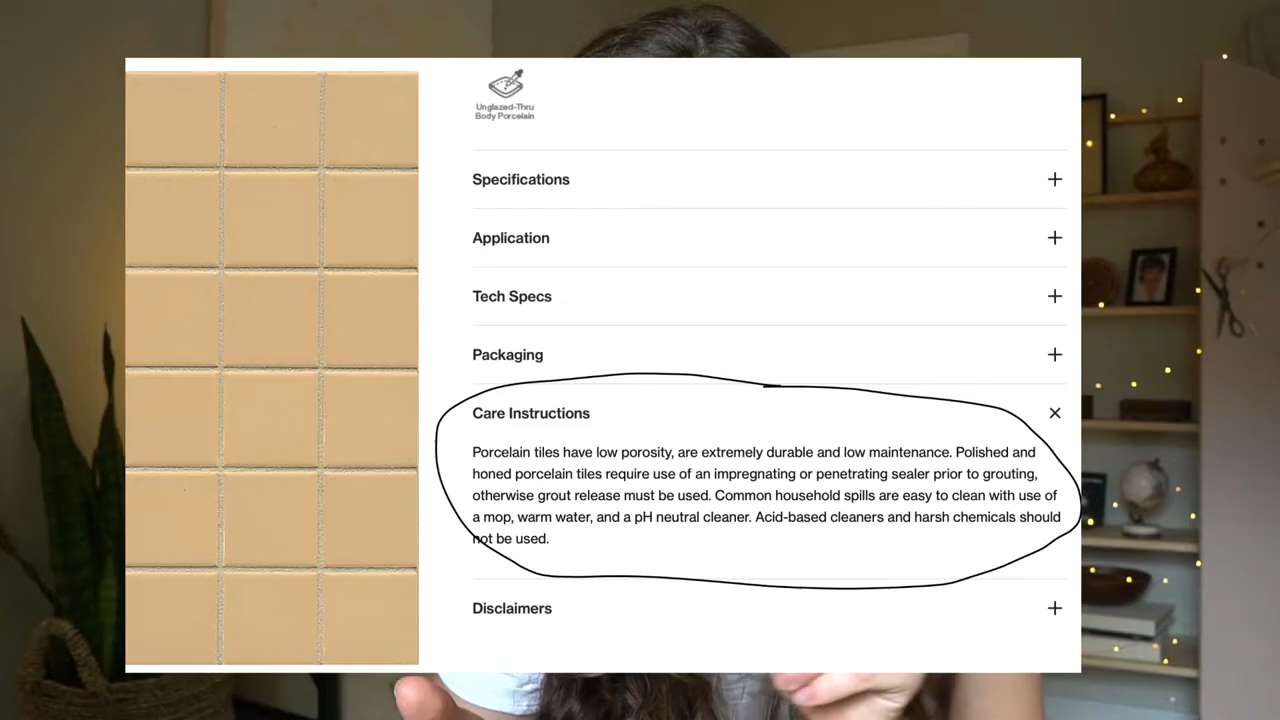 Unglazed-Thru
Body Porcelain
Specifications
Application
Tech Specs
Packaging
Care Instructions
Porcelain tiles have low porosity, are extremely durable and low maintenance. Polished and
honed porcelain tiles require use of an impregnating or penetrating sealer prior to grouting,
otherwise grout release must be used. Common household spills are easy to clean with use of
a mop, warm water, and a pH neutral cleaner. Acid-based cleaners and harsh chemicals should
not be used.
Disclaimers